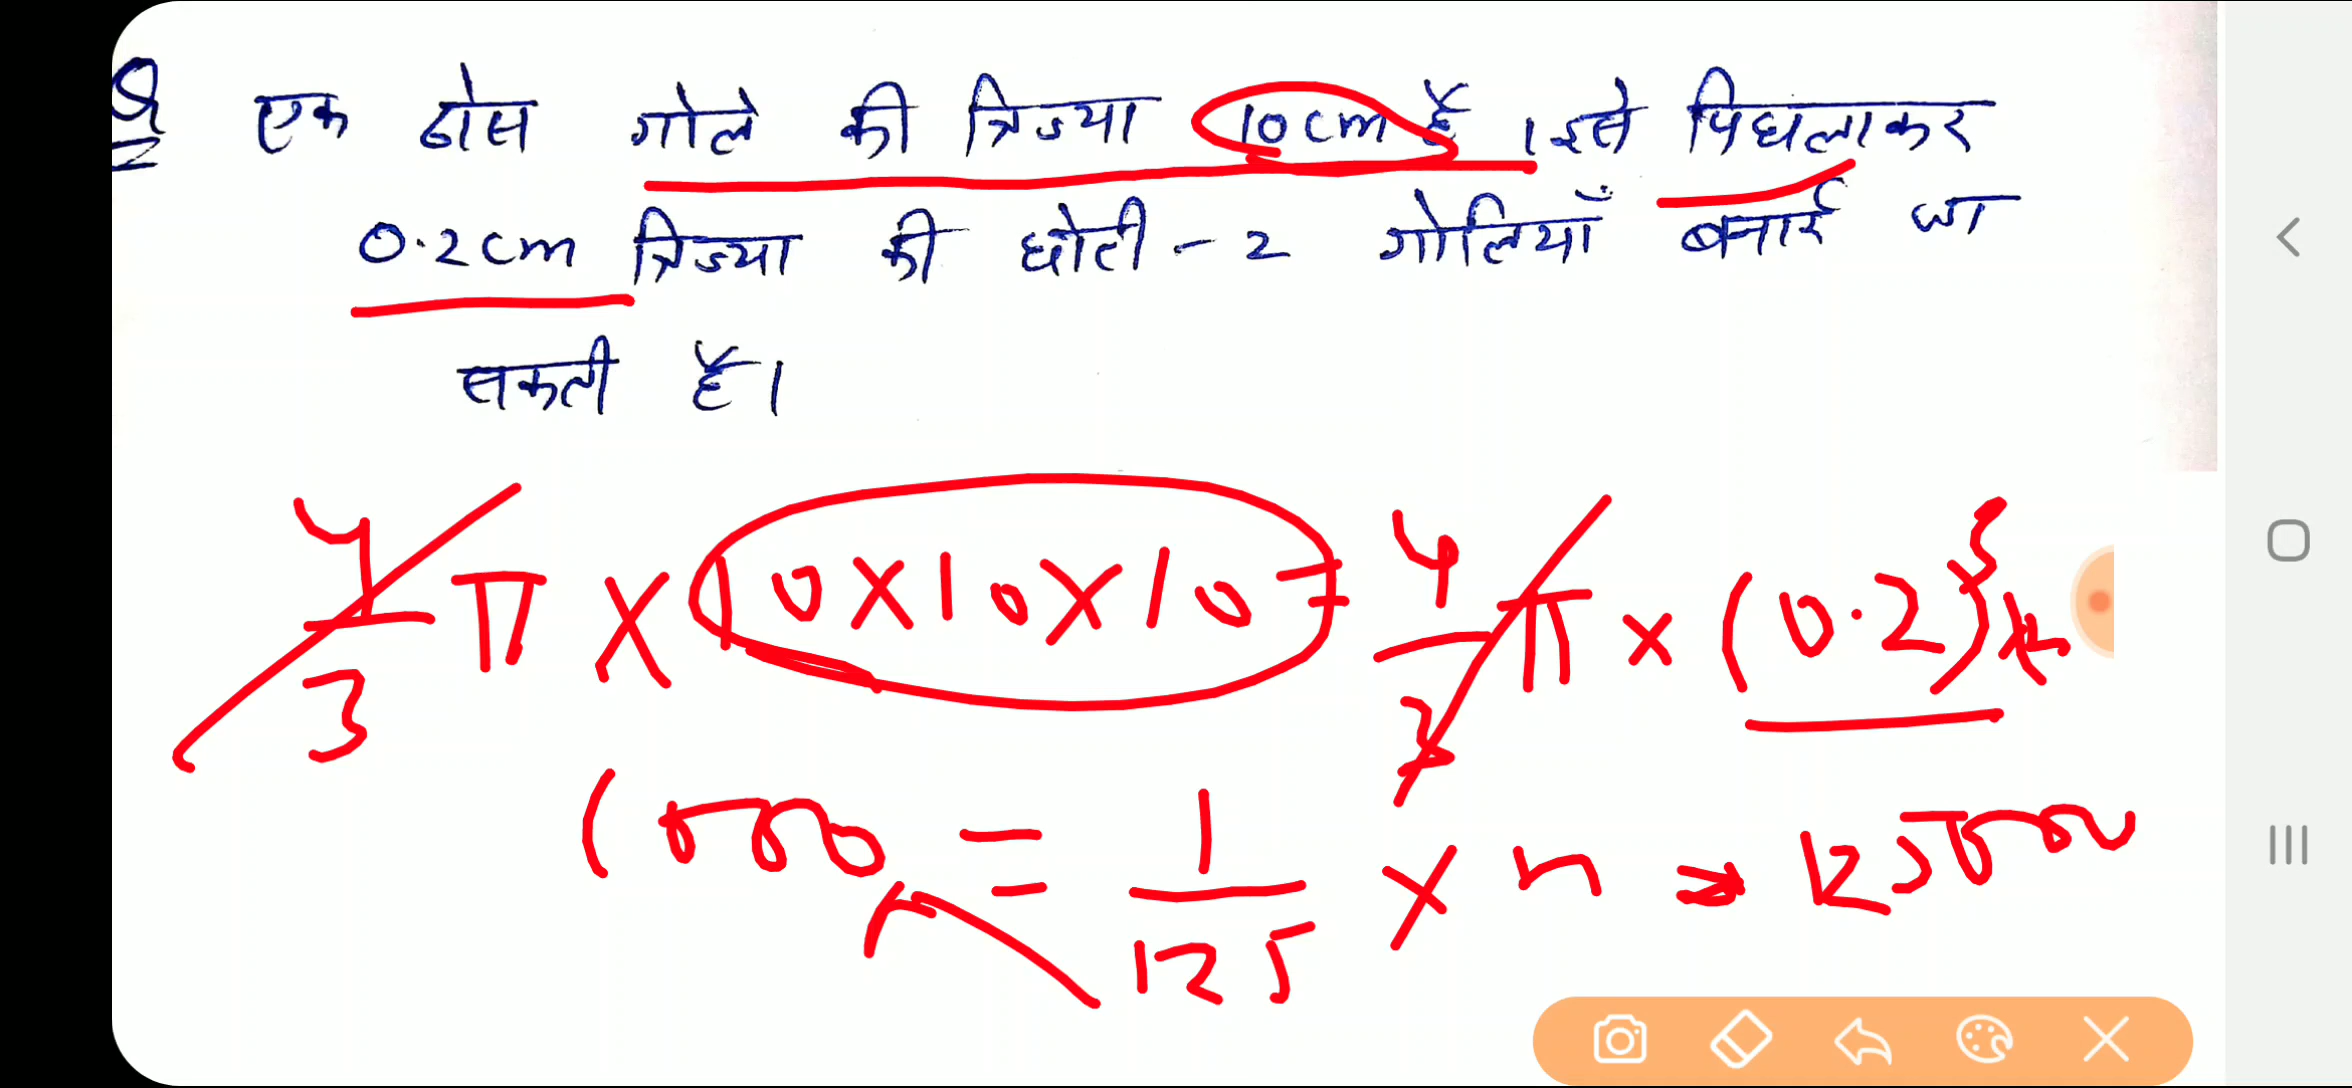 Q एक ठोस गोले की त्रिज्या 10cm है । इसे पिघलाकर
0.2cm त्रिज्या की छोटी-2 गोलियाँ बनाई जा
सकती हैं।
4/3 π × 10×10×10 = 4/3 π × (0.2)³ ×
1000 = 1/125 × n ⇒ 125000